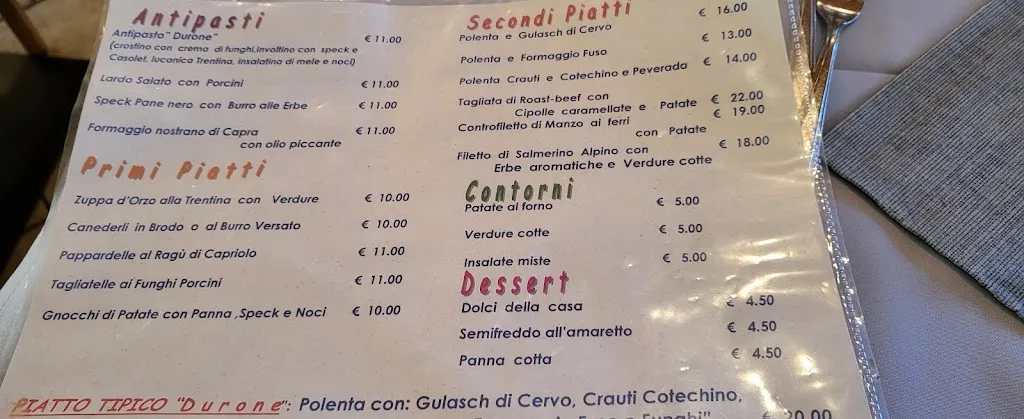 Antipasti
Antipasto "Durone" € 11.00
(crostino con crema di funghi,involtino con speck e
Casolet, lucanica Trentina, insalatina di mele e noci)
Lardo Salato con Porcini € 11.00
Speck Pane nero con Burro alle Erbe € 11.00
Formaggio nostrano di Capra € 11.00
con olio piccante
Primi Piatti
Zuppa d'Orzo alla Trentina con Verdure € 10.00
Canederli in Brodo o al Burro Versato € 10.00
Pappardelle al Ragù di Capriolo € 11.00
Tagliatelle ai Funghi Porcini € 11.00
Gnocchi di Patate con Panna ,Speck e Noci € 10.00
Secondi Piatti
Polenta e Gulasch di Cervo € 16.00
Polenta e Formaggio Fuso € 13.00
Polenta Crauti e Cotechino e Peverada € 14.00
Tagliata di Roast-beef con
Cipolle caramellate e Patate € 22.00
Controfiletto di Manzo ai ferri € 19.00
con Patate
Filetto di Salmerino Alpino con € 18.00
Erbe aromatiche e Verdure cotte
Contorni
Patate al forno € 5.00
Verdure cotte € 5.00
Insalate miste € 5.00
Dessert
Dolci della casa € 4.50
Semifreddo all'amaretto € 4.50
Panna cotta € 4.50
PIATTO TIPICO "Durone": Polenta con: Gulasch di Cervo, Crauti Cotechino,
Funghi" € 20.00